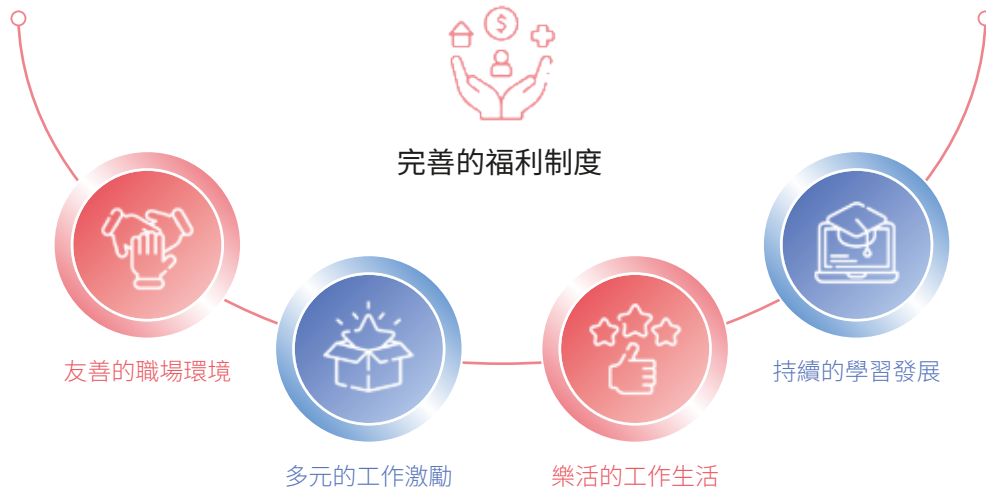 完善的福利制度
友善的職場環境
多元的工作激勵
樂活的工作生活
持續的學習發展